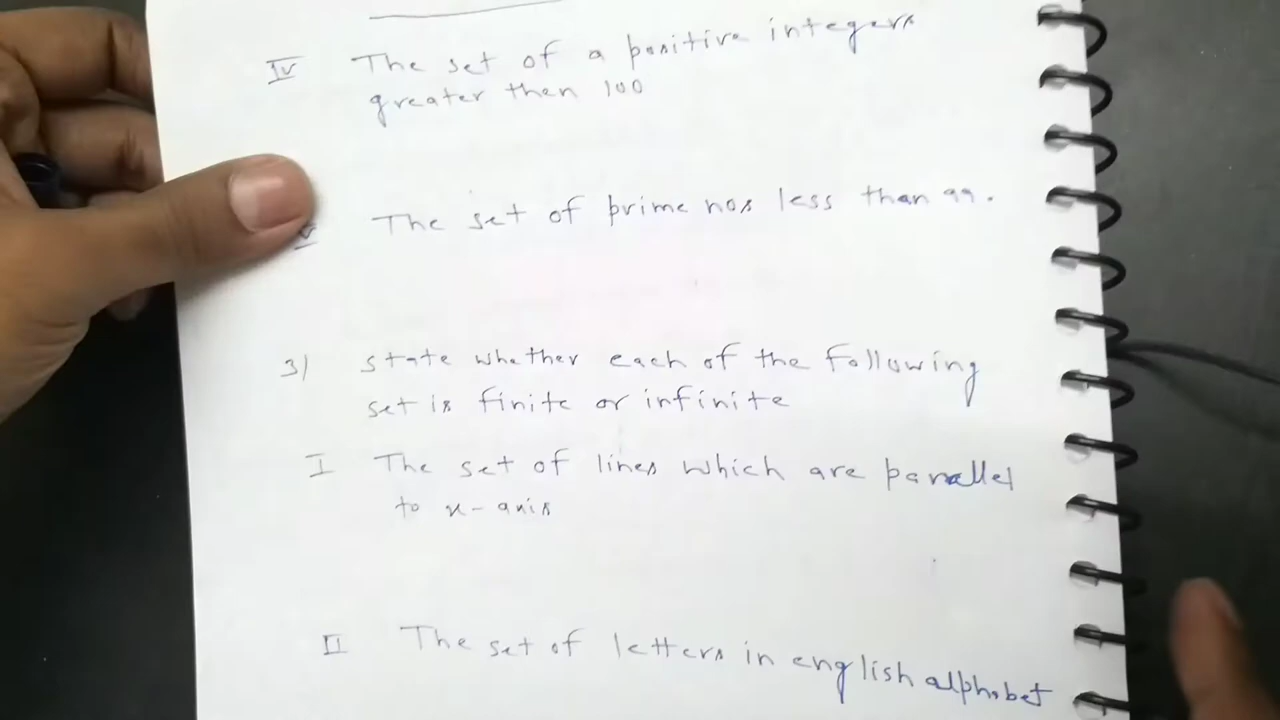 IV The set of a positive integers
greater then 100
V The set of prime nos less than 99.
3) state whether each of the following
set is finite or infinite
I The set of lines which are parallel
to x-axis
II The set of letters in english alphabet